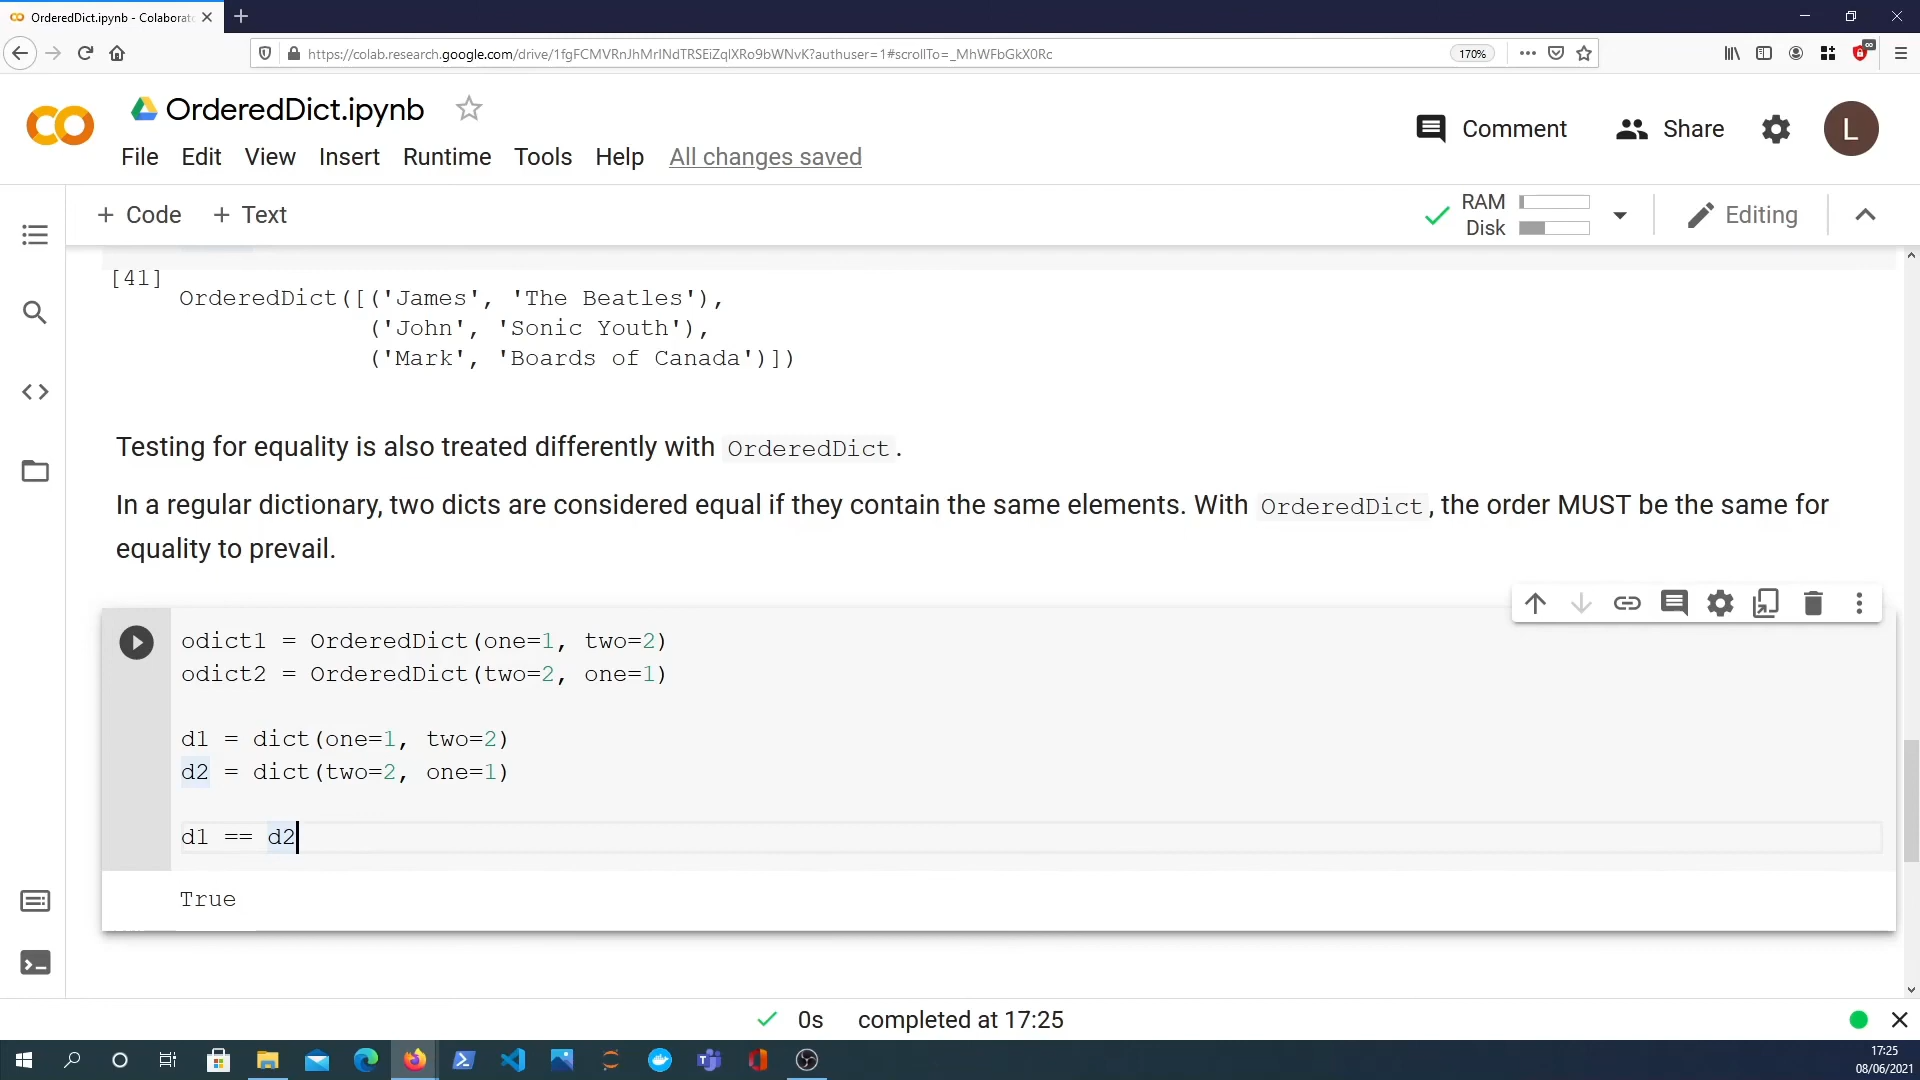 OrderedDict.ipynb - Colaborato
https://colab.research.google.com/drive/1fgFCMVRnJhMrINdTRSEiZqlXRo9bWNvK?authuser=1#scrollTo=_MhWFbGkX0Rc
170%
OrderedDict.ipynb
File Edit View Insert Runtime Tools Help All changes saved
Comment
Share
L
+ Code + Text
RAM
Disk
Editing
[41]
OrderedDict([('James', 'The Beatles'),
('John', 'Sonic Youth'),
('Mark', 'Boards of Canada')])
Testing for equality is also treated differently with OrderedDict.
In a regular dictionary, two dicts are considered equal if they contain the same elements. With OrderedDict, the order MUST be the same for
equality to prevail.
odict1 = OrderedDict(one=1, two=2)
odict2 = OrderedDict(two=2, one=1)
d1 = dict(one=1, two=2)
d2 = dict(two=2, one=1)
d1 == d2
True
0s completed at 17:25
17:25
08/06/2021